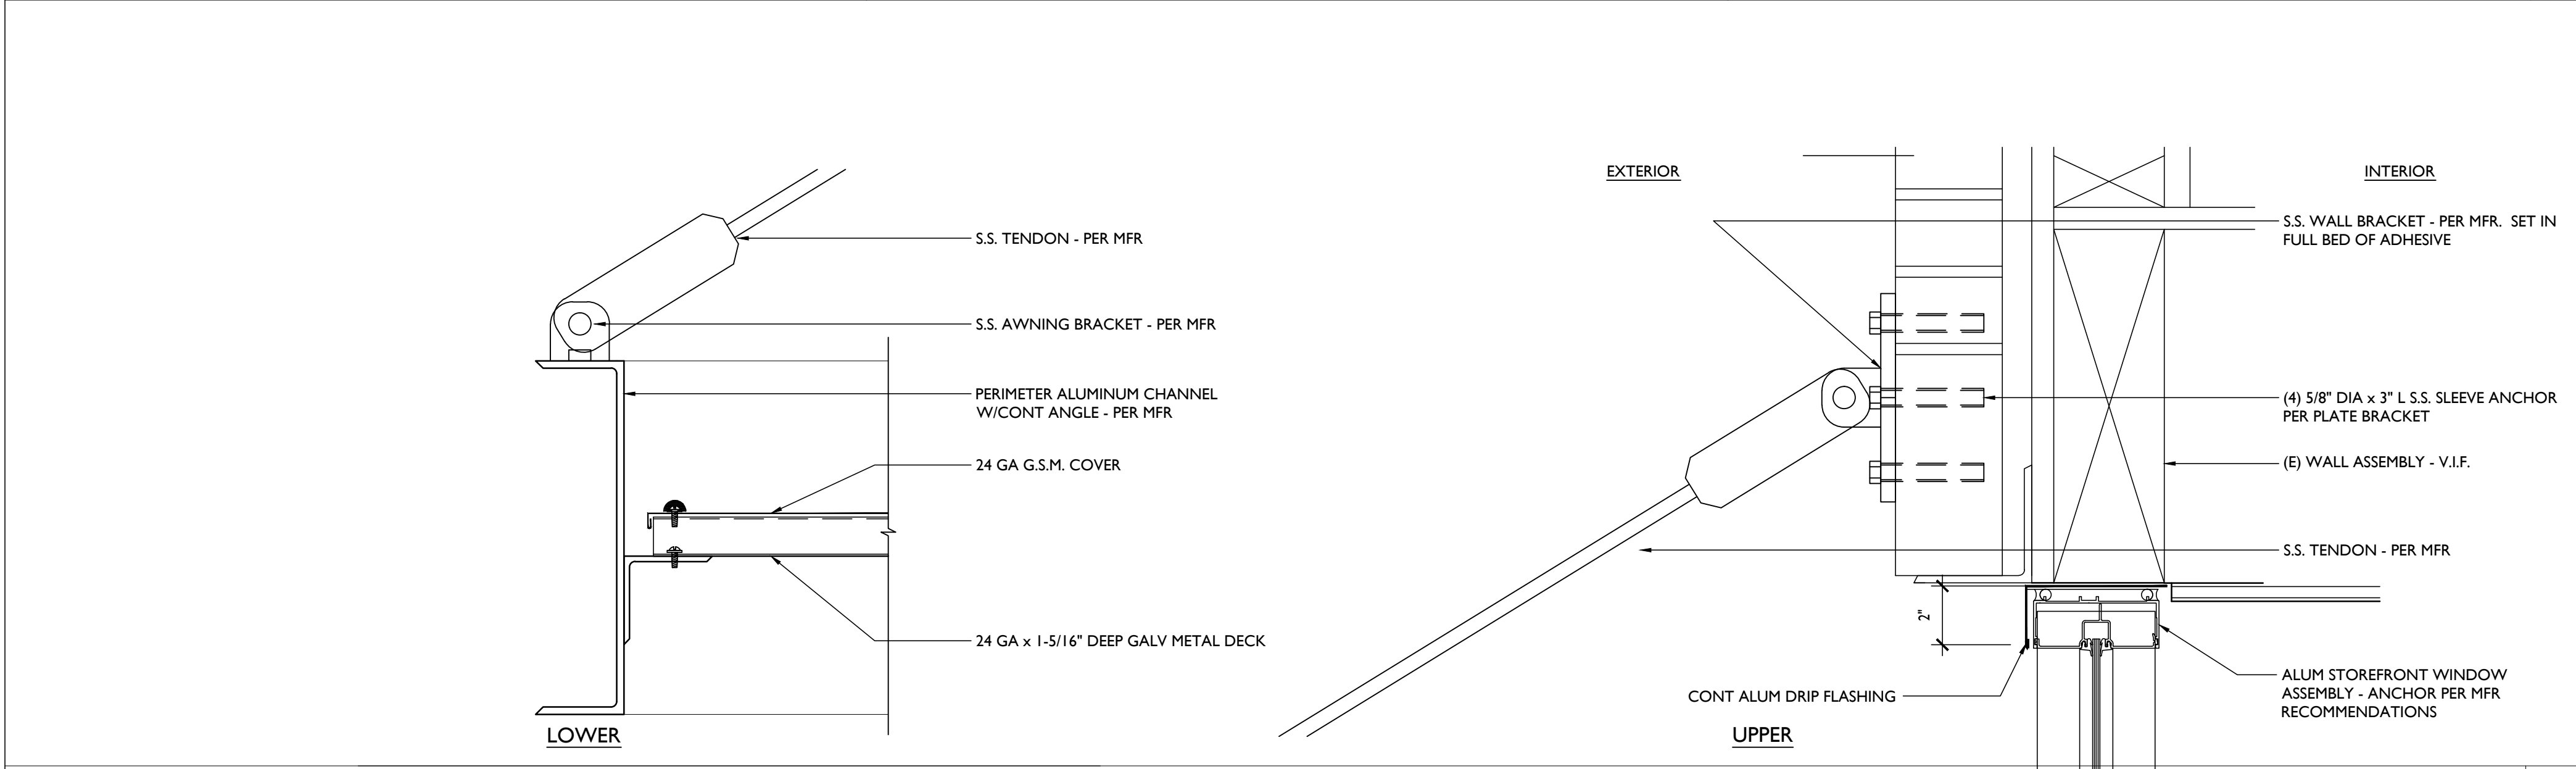 S.S. TENDON - PER MFR
S.S. AWNING BRACKET - PER MFR
PERIMETER ALUMINUM CHANNEL
W/CONT ANGLE - PER MFR
24 GA G.S.M. COVER
24 GA x 1-5/16" DEEP GALV METAL DECK
LOWER
EXTERIOR
INTERIOR
S.S. WALL BRACKET - PER MFR. SET IN
FULL BED OF ADHESIVE
(4) 5/8" DIA x 3" L S.S. SLEEVE ANCHOR
PER PLATE BRACKET
(E) WALL ASSEMBLY - V.I.F.
S.S. TENDON - PER MFR
2"
ALUM STOREFRONT WINDOW
ASSEMBLY - ANCHOR PER MFR
RECOMMENDATIONS
CONT ALUM DRIP FLASHING
UPPER